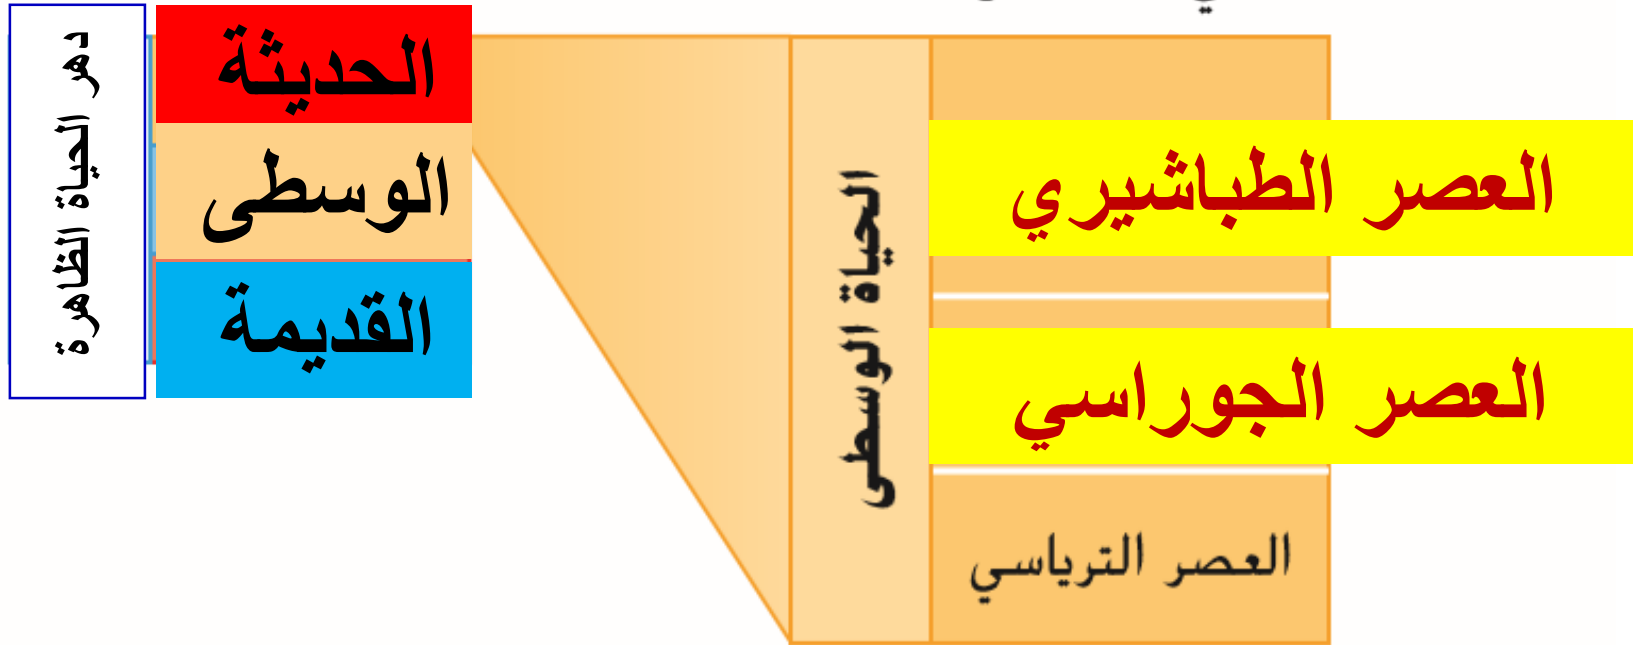 العصر الطباشيري
العصر الجوراسي
العصر الترياسي
الحياة الوسطى
الحديثة
الوسطى
القديمة
دهر الحياة الظاهرة